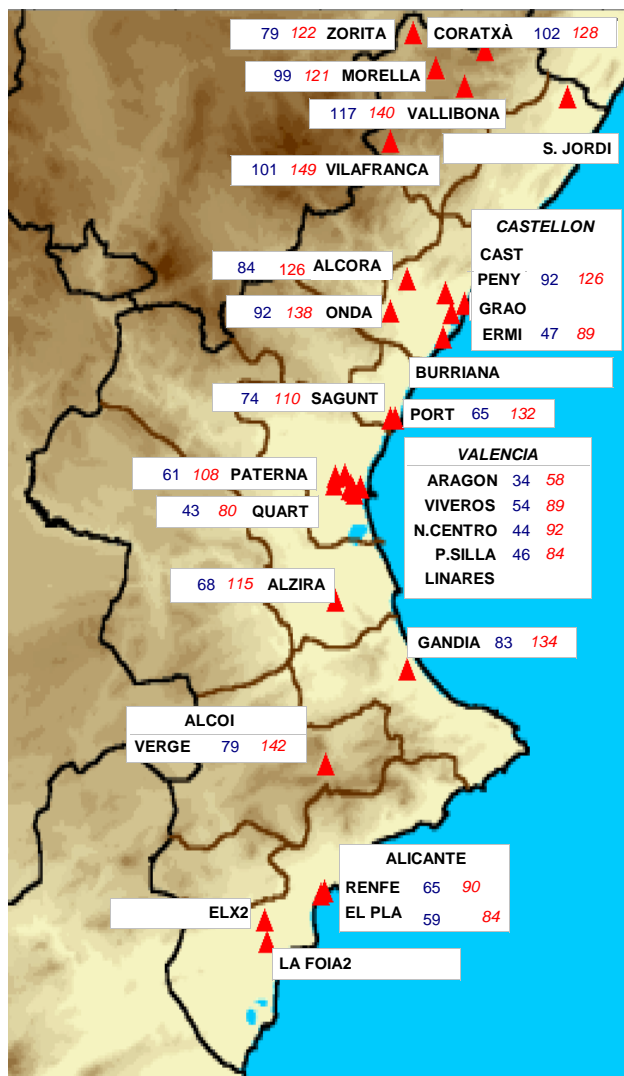 79 122 ZORITA
CORATXÀ 102 128
99 121 MORELLA
117 140 VALLIBONA
S. JORDI
101 149 VILAFRANCA
CASTELLON
CAST
PENY 92 126
GRAO
ERMI 47 89
84 126 ALCORA
92 138 ONDA
BURRIANA
74 110 SAGUNT
PORT 65 132
VALENCIA
ARAGON 34 58
VIVEROS 54 89
N.CENTRO 44 92
P.SILLA 46 84
LINARES
61 108 PATERNA
43 80 QUART
68 115 ALZIRA
GANDIA 83 134
ALCOI
VERGE 79 142
ALICANTE
RENFE 65 90
EL PLA 59 84
ELX2
LA FOIA2